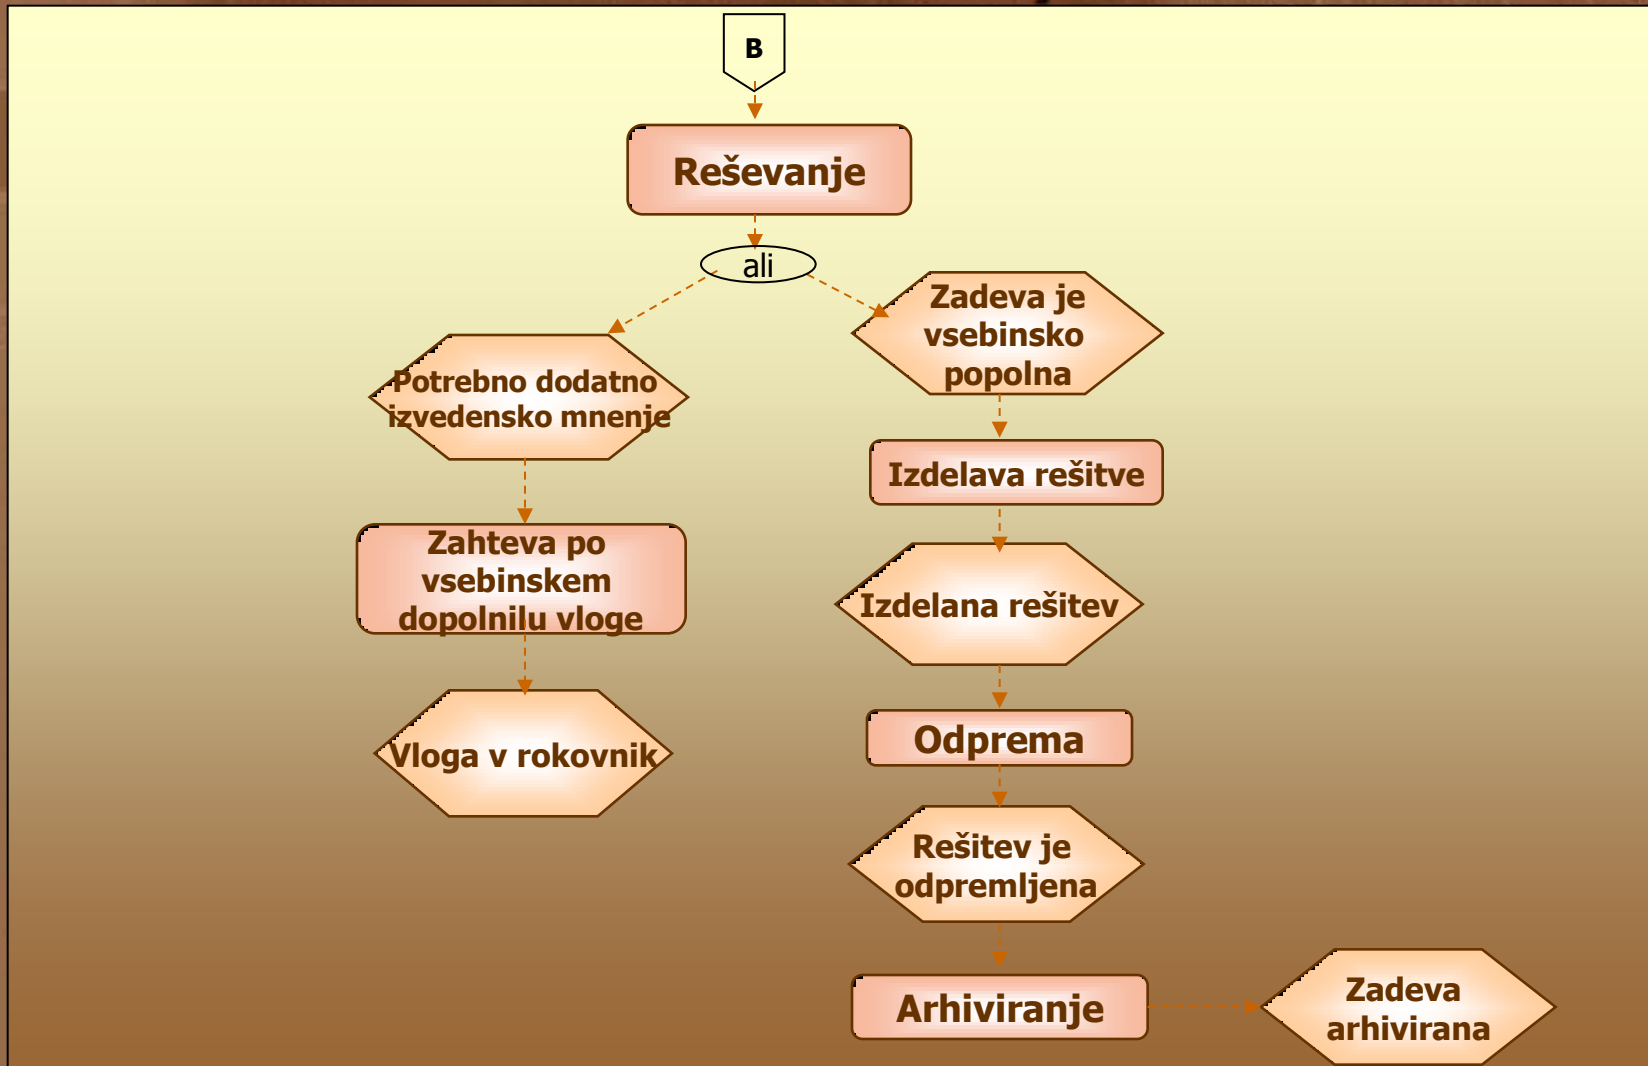 B
Reševanje
ali
Zadeva je
vsebinsko
popolna
Potrebno dodatno
izvedensko mnenje
Izdelava rešitve
Zahteva po
vsebinskem
dopolnilu vloge
Izdelana rešitev
Vloga v rokovnik
Odprema
Rešitev je
odpremljena
Arhiviranje
Zadeva
arhivirana